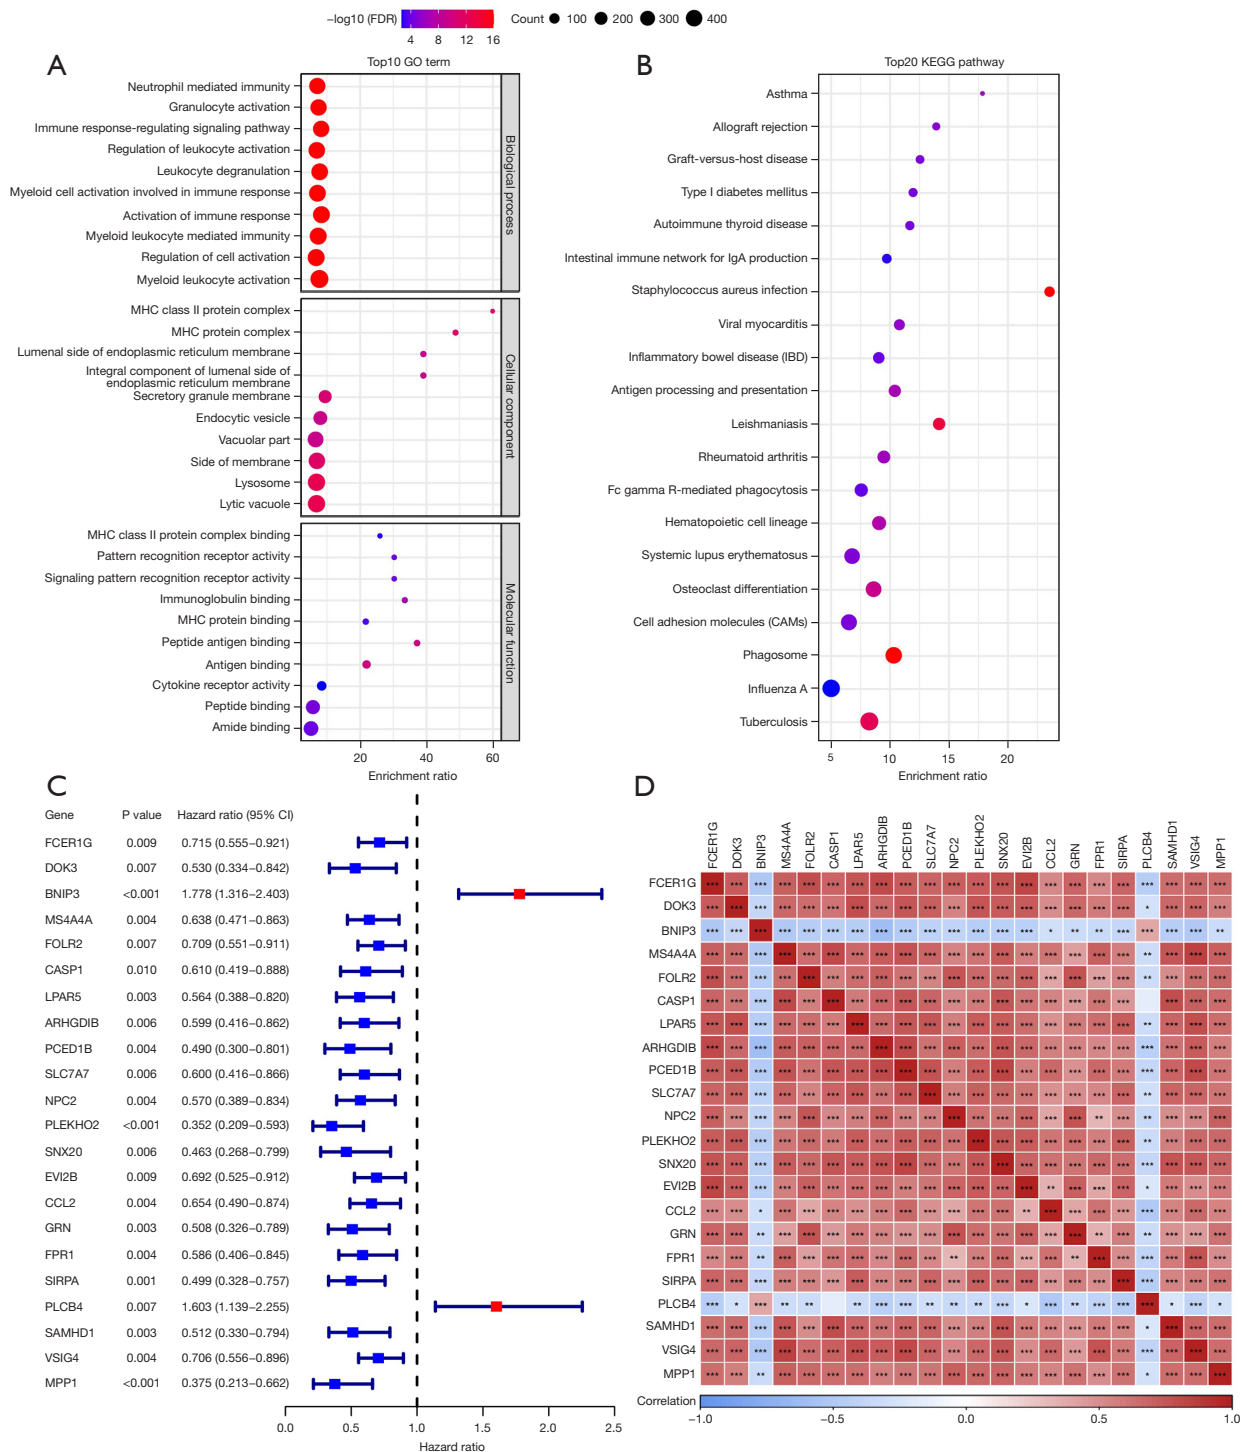 −log10 (FDR)
4 8 12 16
Count 100 200 300 400
A
Top10 GO term
Neutrophil mediated immunity
Granulocyte activation
Immune response-regulating signaling pathway
Regulation of leukocyte activation
Leukocyte degranulation
Myeloid cell activation involved in immune response
Activation of immune response
Myeloid leukocyte mediated immunity
Regulation of cell activation
Myeloid leukocyte activation
Biological process
MHC class II protein complex
MHC protein complex
Lumenal side of endoplasmic reticulum membrane
Integral component of lumenal side of
endoplasmic reticulum membrane
Secretory granule membrane
Endocytic vesicle
Vacuolar part
Side of membrane
Lysosome
Lytic vacuole
Cellular component
MHC class II protein complex binding
Pattern recognition receptor activity
Signaling pattern recognition receptor activity
Immunoglobulin binding
MHC protein binding
Peptide antigen binding
Antigen binding
Cytokine receptor activity
Peptide binding
Amide binding
Molecular function
20 40 60
Enrichment ratio
B
Top20 KEGG pathway
Asthma
Allograft rejection
Graft-versus-host disease
Type I diabetes mellitus
Autoimmune thyroid disease
Intestinal immune network for IgA production
Staphylococcus aureus infection
Viral myocarditis
Inflammatory bowel disease (IBD)
Antigen processing and presentation
Leishmaniasis
Rheumatoid arthritis
Fc gamma R-mediated phagocytosis
Hematopoietic cell lineage
Systemic lupus erythematosus
Osteoclast differentiation
Cell adhesion molecules (CAMs)
Phagosome
Influenza A
Tuberculosis
5 10 15 20
Enrichment ratio
C
Gene P value Hazard ratio (95% CI)
FCER1G 0.009 0.715 (0.555−0.921)
DOK3 0.007 0.530 (0.334−0.842)
BNIP3 <0.001 1.778 (1.316−2.403)
MS4A4A 0.004 0.638 (0.471−0.863)
FOLR2 0.007 0.709 (0.551−0.911)
CASP1 0.010 0.610 (0.419−0.888)
LPAR5 0.003 0.564 (0.388−0.820)
ARHGDIB 0.006 0.599 (0.416−0.862)
PCED1B 0.004 0.490 (0.300−0.801)
SLC7A7 0.006 0.600 (0.416−0.866)
NPC2 0.004 0.570 (0.389−0.834)
PLEKHO2 <0.001 0.352 (0.209−0.593)
SNX20 0.006 0.463 (0.268−0.799)
EVI2B 0.009 0.692 (0.525−0.912)
CCL2 0.004 0.654 (0.490−0.874)
GRN 0.003 0.508 (0.326−0.789)
FPR1 0.004 0.586 (0.406−0.845)
SIRPA 0.001 0.499 (0.328−0.757)
PLCB4 0.007 1.603 (1.139−2.255)
SAMHD1 0.003 0.512 (0.330−0.794)
VSIG4 0.004 0.706 (0.556−0.896)
MPP1 <0.001 0.375 (0.213−0.662)
0.0 0.5 1.0 1.5 2.0 2.5
Hazard ratio
D
FCER1G DOK3 BNIP3 MS4A4A FOLR2 CASP1 LPAR5 ARHGDIB PCED1B SLC7A7 NPC2 PLEKHO2 SNX20 EVI2B CCL2 GRN FPR1 SIRPA PLCB4 SAMHD1 VSIG4 MPP1
FCER1G
DOK3
BNIP3
MS4A4A
FOLR2
CASP1
LPAR5
ARHGDIB
PCED1B
SLC7A7
NPC2
PLEKHO2
SNX20
EVI2B
CCL2
GRN
FPR1
SIRPA
PLCB4
SAMHD1
VSIG4
MPP1
Correlation
−1.0 −0.5 0.0 0.5 1.0